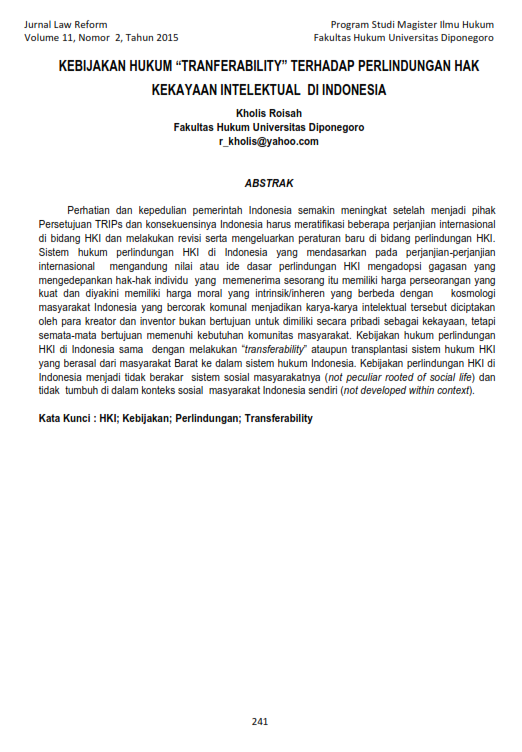 Jurnal Law Reform Program Studi Magister Ilmu Hukum
Volume 11, Nomor 2, Tahun 2015 Fakultas Hukum Universitas Diponegoro
KEBIJAKAN HUKUM “TRANFERABILITY” TERHADAP PERLINDUNGAN HAK
KEKAYAAN INTELEKTUAL DI INDONESIA
Kholis Roisah
Fakultas Hukum Universitas Diponegoro
r_kholis@yahoo.com
ABSTRAK
Perhatian dan kepedulian pemerintah Indonesia semakin meningkat setelah menjadi pihak
Persetujuan TRIPs dan konsekuensinya Indonesia harus meratifikasi beberapa perjanjian internasional
di bidang HKI dan melakukan revisi serta mengeluarkan peraturan baru di bidang perlindungan HKI.
Sistem hukum perlindungan HKI di Indonesia yang mendasarkan pada perjanjian-perjanjian
internasional mengandung nilai atau ide dasar perlindungan HKI mengadopsi gagasan yang
mengedepankan hak-hak individu yang memenerima sesorang itu memiliki harga perseorangan yang
kuat dan diyakini memiliki harga moral yang intrinsik/inheren yang berbeda dengan kosmologi
masyarakat Indonesia yang bercorak komunal menjadikan karya-karya intelektual tersebut diciptakan
oleh para kreator dan inventor bukan bertujuan untuk dimiliki secara pribadi sebagai kekayaan, tetapi
semata-mata bertujuan memenuhi kebutuhan komunitas masyarakat. Kebijakan hukum perlindungan
HKI di Indonesia sama dengan melakukan “transferability” ataupun transplantasi sistem hukum HKI
yang berasal dari masyarakat Barat ke dalam sistem hukum Indonesia. Kebijakan perlindungan HKI di
Indonesia menjadi tidak berakar sistem sosial masyarakatnya (not peculiar rooted of social life) dan
tidak tumbuh di dalam konteks sosial masyarakat Indonesia sendiri (not developed within context).
Kata Kunci : HKI; Kebijakan; Perlindungan; Transferability
241